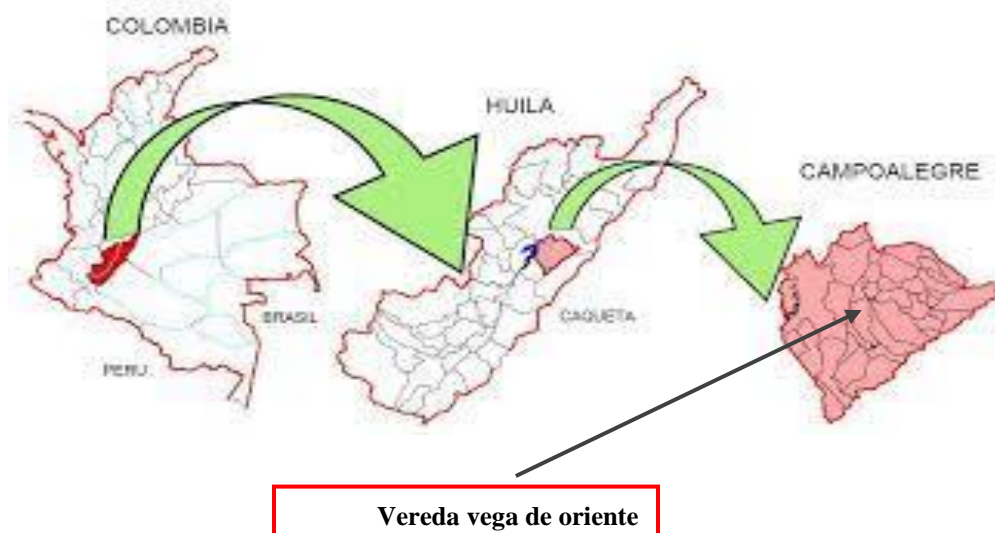 COLOMBIA
HUILA
CAMPOALEGRE
BRASIL
CAQUETA
PERU
Vereda vega de oriente